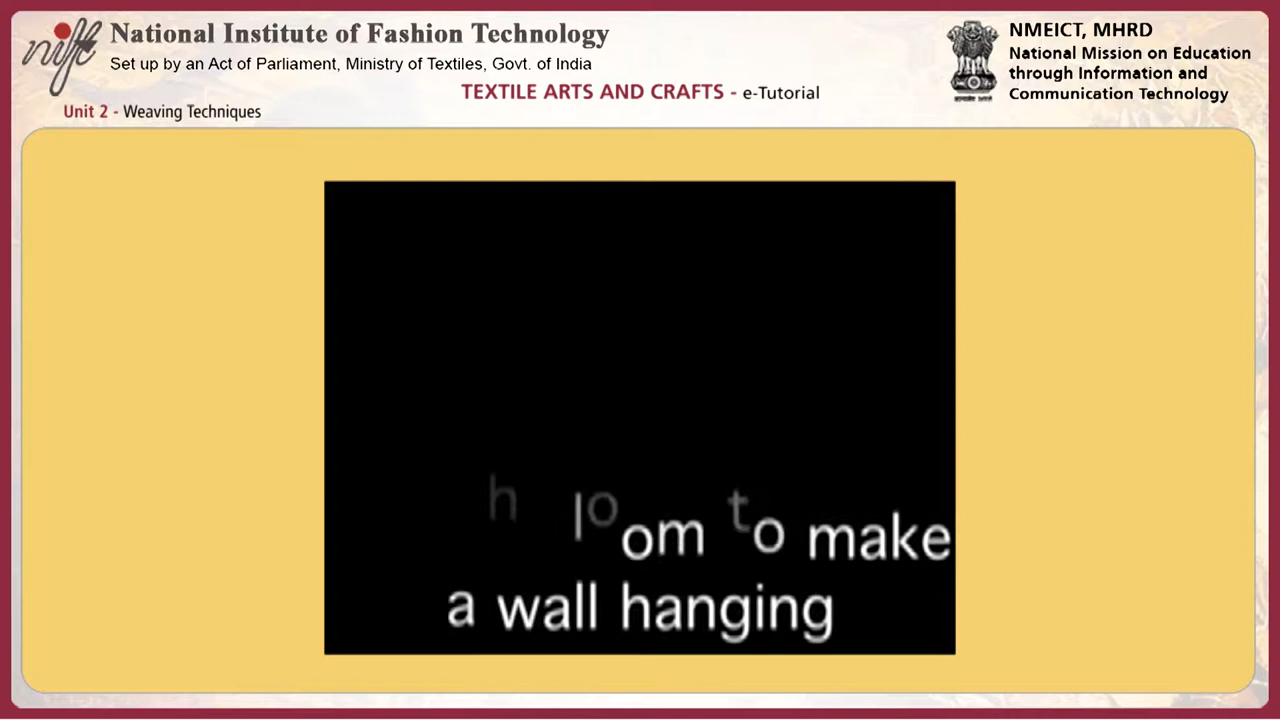 nift
National Institute of Fashion Technology
Set up by an Act of Parliament, Ministry of Textiles, Govt. of India
NMEICT, MHRD
National Mission on Education
through Information and
Communication Technology
TEXTILE ARTS AND CRAFTS - e-Tutorial
Unit 2 - Weaving Techniques
h loom to make
a wall hanging